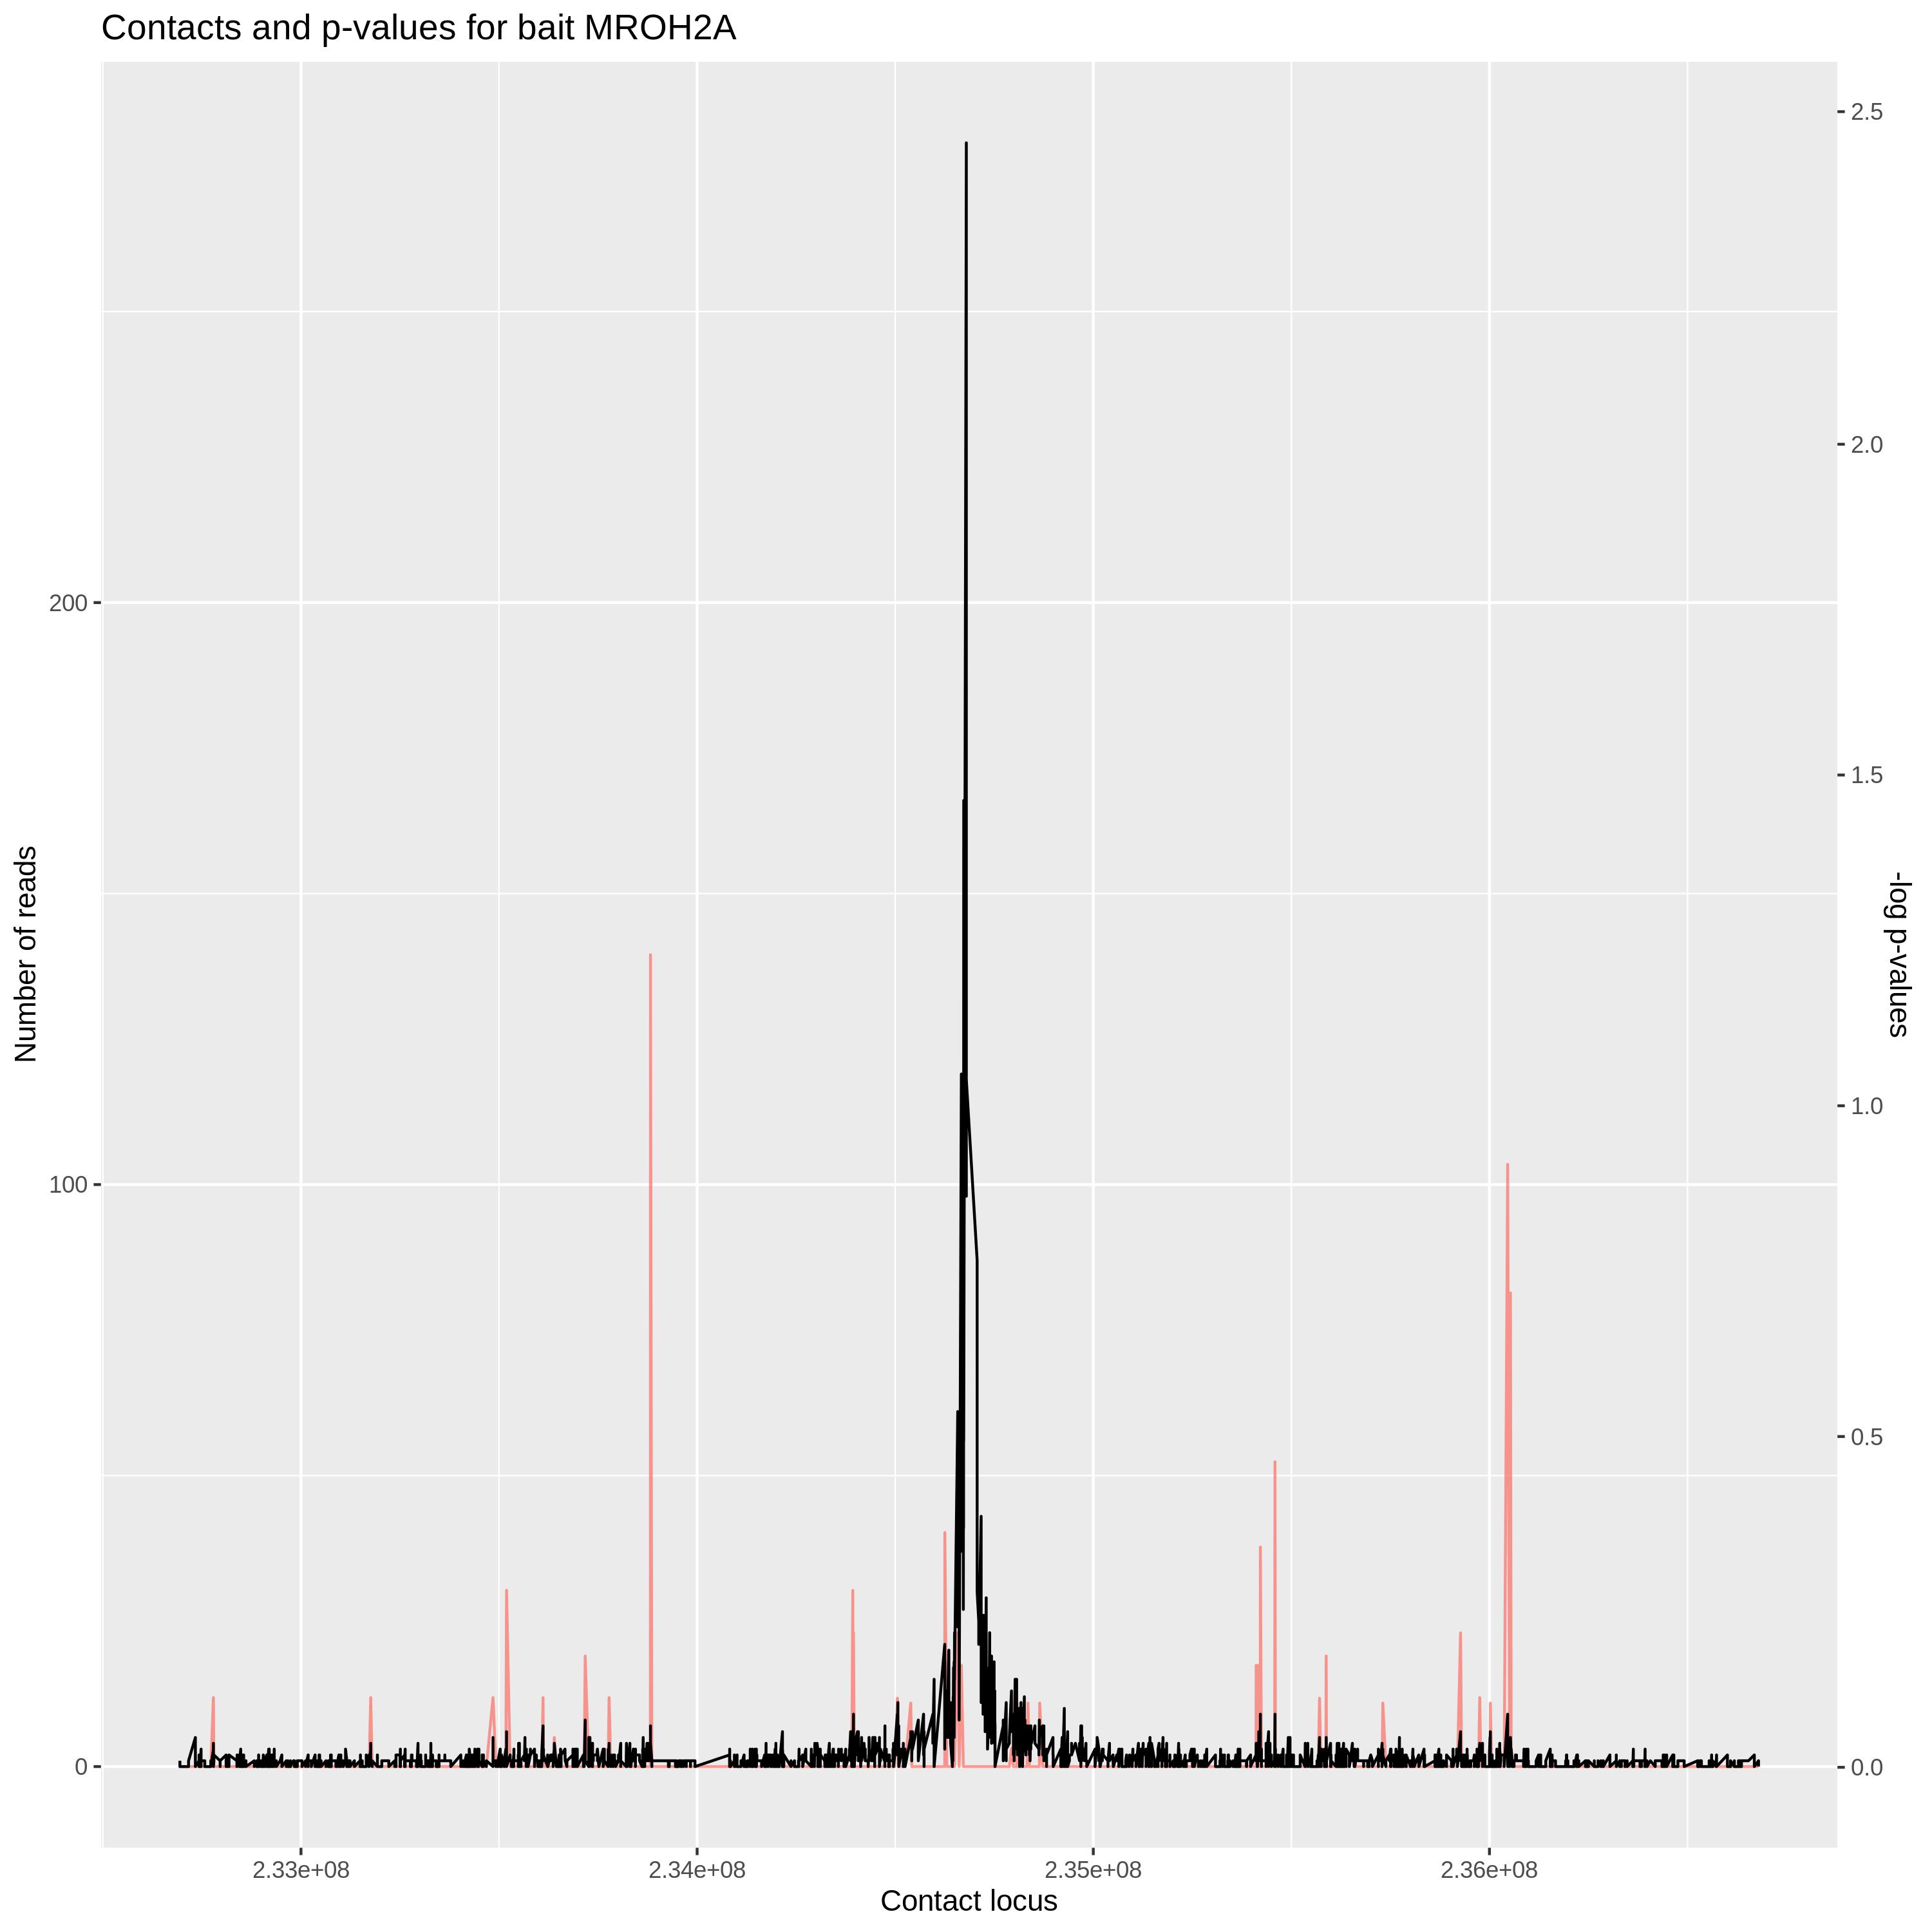 Contacts and p-values for bait MROH2A
Number of reads
200
100
0
2.5
2.0
1.5
1.0
0.5
0.0
-log p-values
2.33e+08
2.34e+08
2.35e+08
2.36e+08
Contact locus